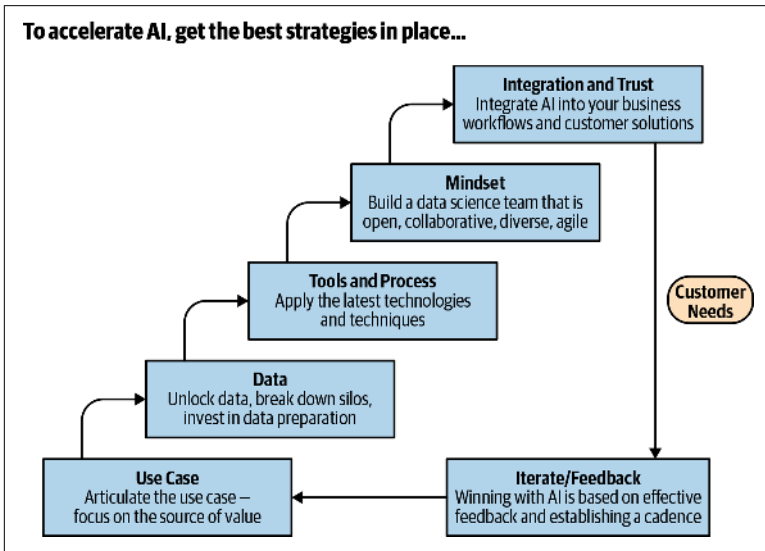 To accelerate AI, get the best strategies in place...
Integration and Trust
Integrate AI into your business
workflows and customer solutions
Mindset
Build a data science team that is
open, collaborative, diverse, agile
Tools and Process
Apply the latest technologies
and techniques
Customer
Needs
Data
Unlock data, break down silos,
invest in data preparation
Use Case
Articulate the use case –
focus on the source of value
Iterate/Feedback
Winning with AI is based on effective
feedback and establishing a cadence